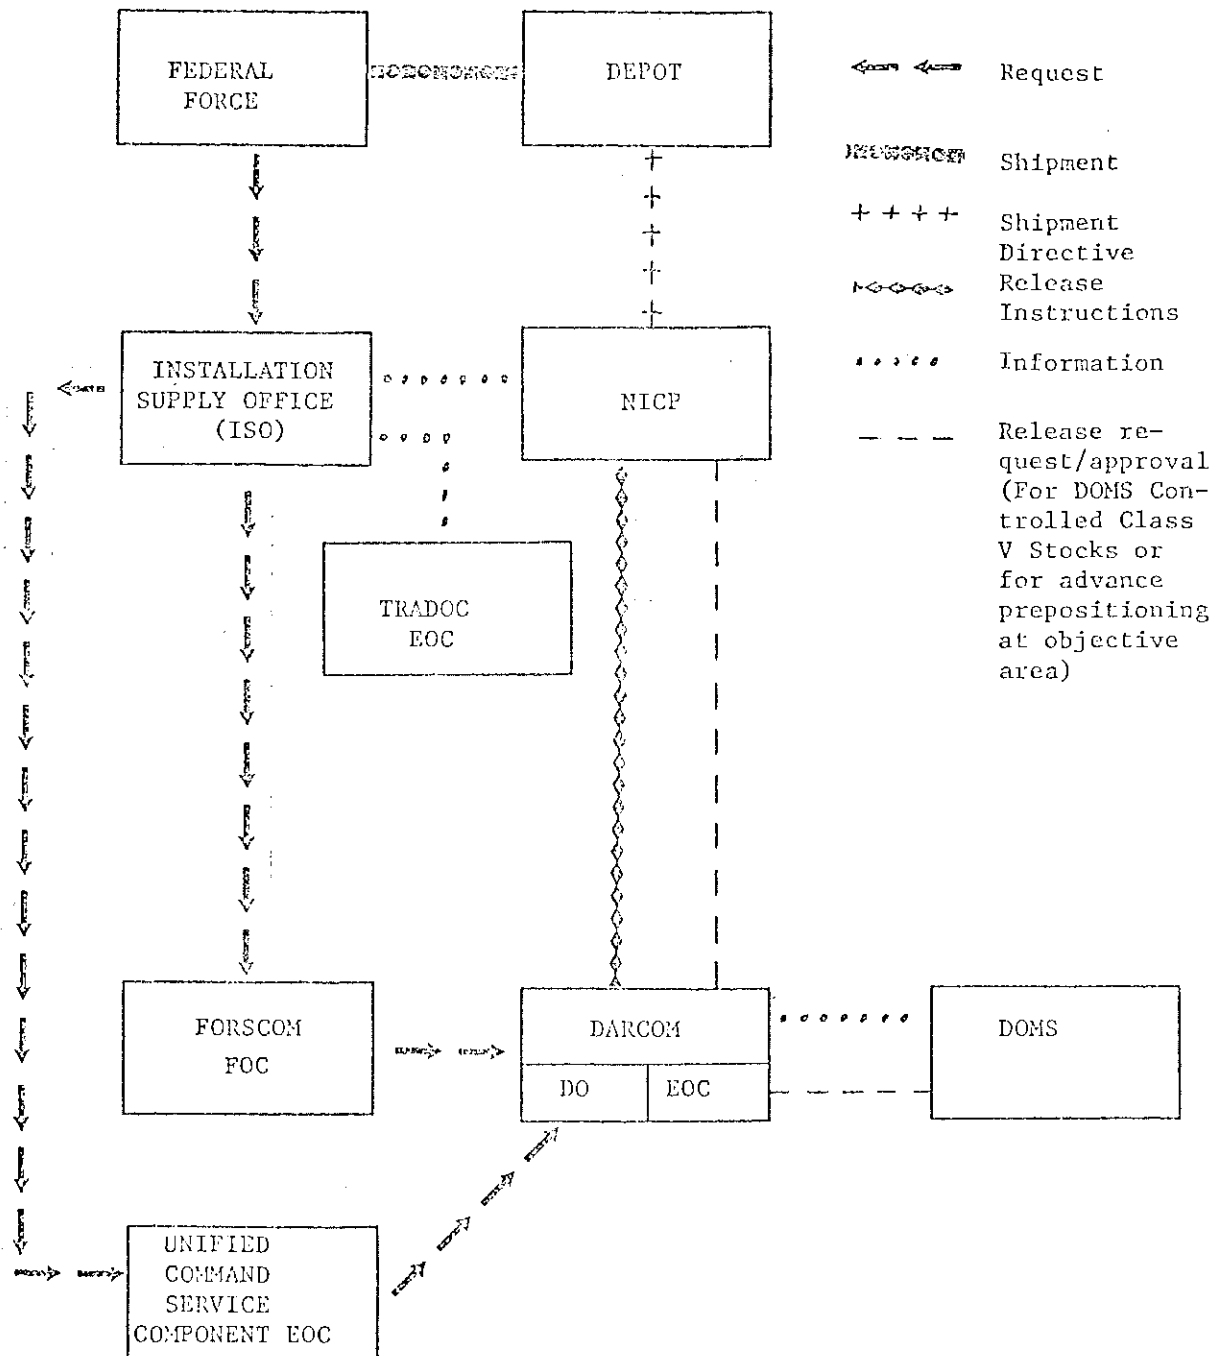 FEDERAL
FORCE
DEPOT
Request
Shipment
Shipment
Directive
Release
Instructions
Information
Release re-
quest/approval
(For DOMS Con-
trolled Class
V Stocks or
for advance
prepositioning
at objective
area)
INSTALLATION
SUPPLY OFFICE
(ISO)
NICP
TRADOC
EOC
FORSCOM
FOC
DARCOM
DO
EOC
DOMS
UNIFIED
COMMAND
SERVICE
COMPONENT EOC